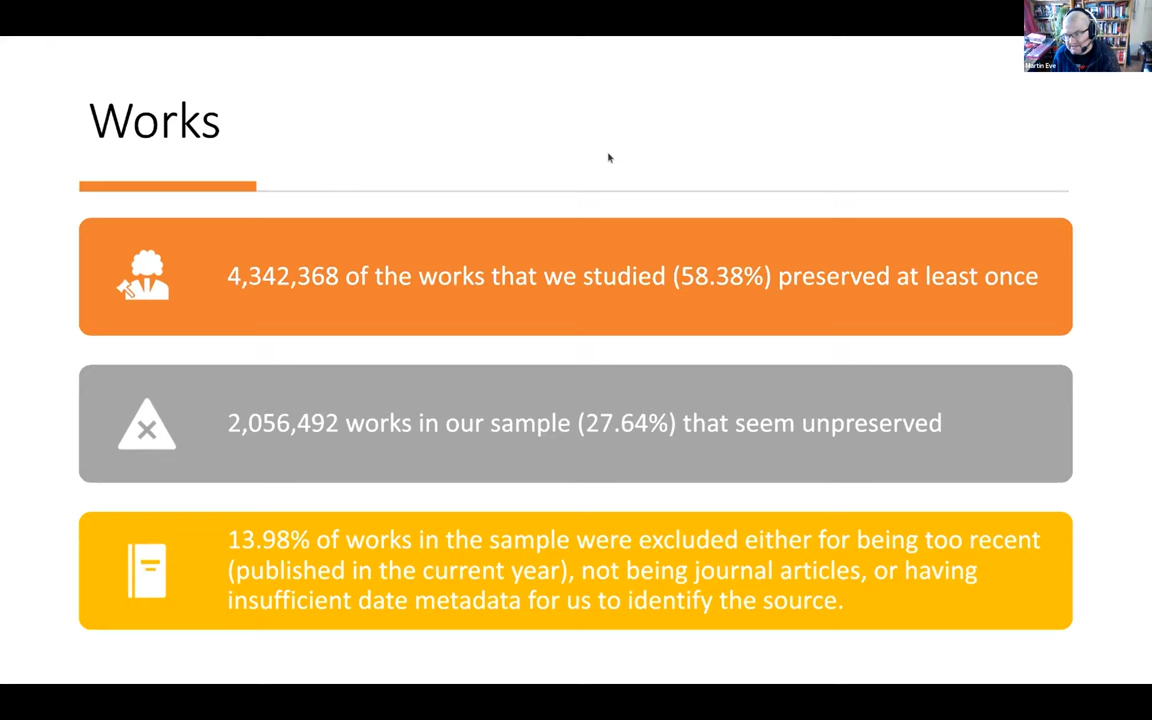 Martin Eve
Works
4,342,368 of the works that we studied (58.38%) preserved at least once
2,056,492 works in our sample (27.64%) that seem unpreserved
13.98% of works in the sample were excluded either for being too recent
(published in the current year), not being journal articles, or having
insufficient date metadata for us to identify the source.